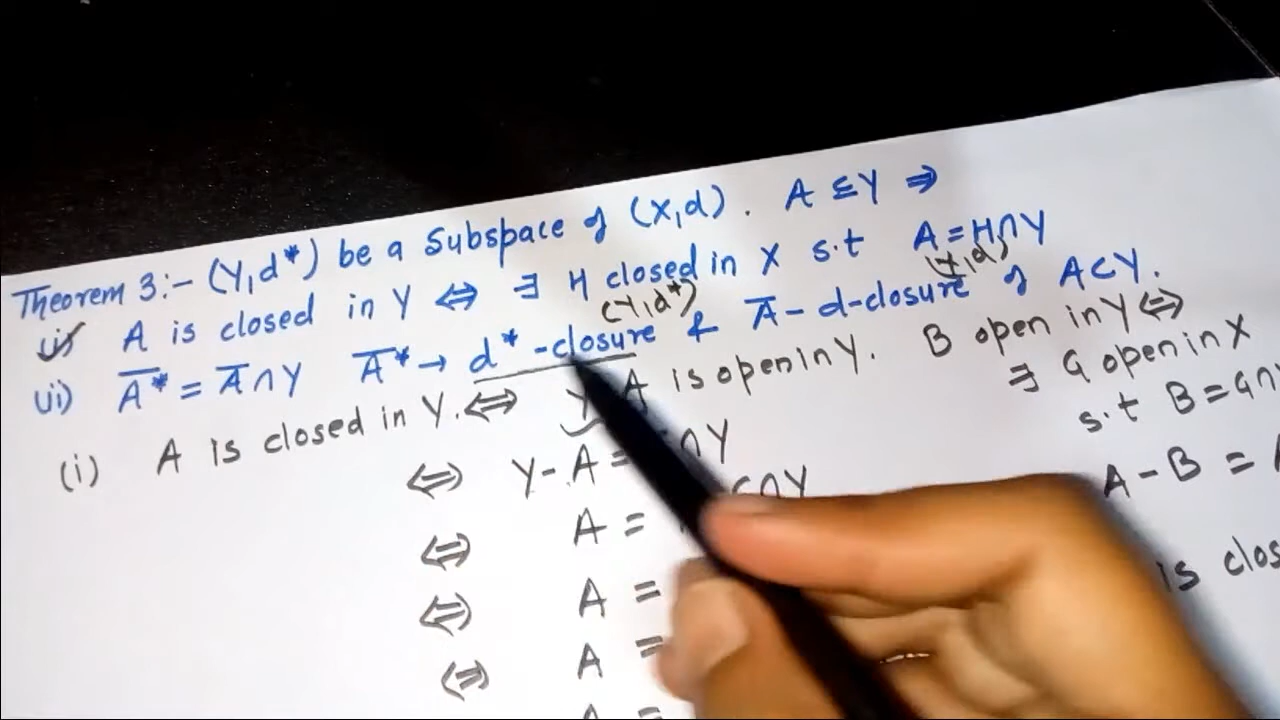 Theorem 3:- (Y,d*) be a subspace of (X,d). A ⊆ Y ⇒
(i) A is closed in Y ⇔ ∃ H closed in X s.t A = H∩Y
(Y,d*) (X,d)
(ii) A̅* = A̅∩Y A̅* → d* -closure & A̅ - d-closure of A⊂Y.
(i) A is closed in Y. ⇔ Y A is open in Y. B open in Y ⇔
∃ G open in X
s.t B = G∩Y
⇔ Y - A = ∩Y
A - B =
⇔ A = ∩Y
is clos
⇔ A =
⇔ A =
A =